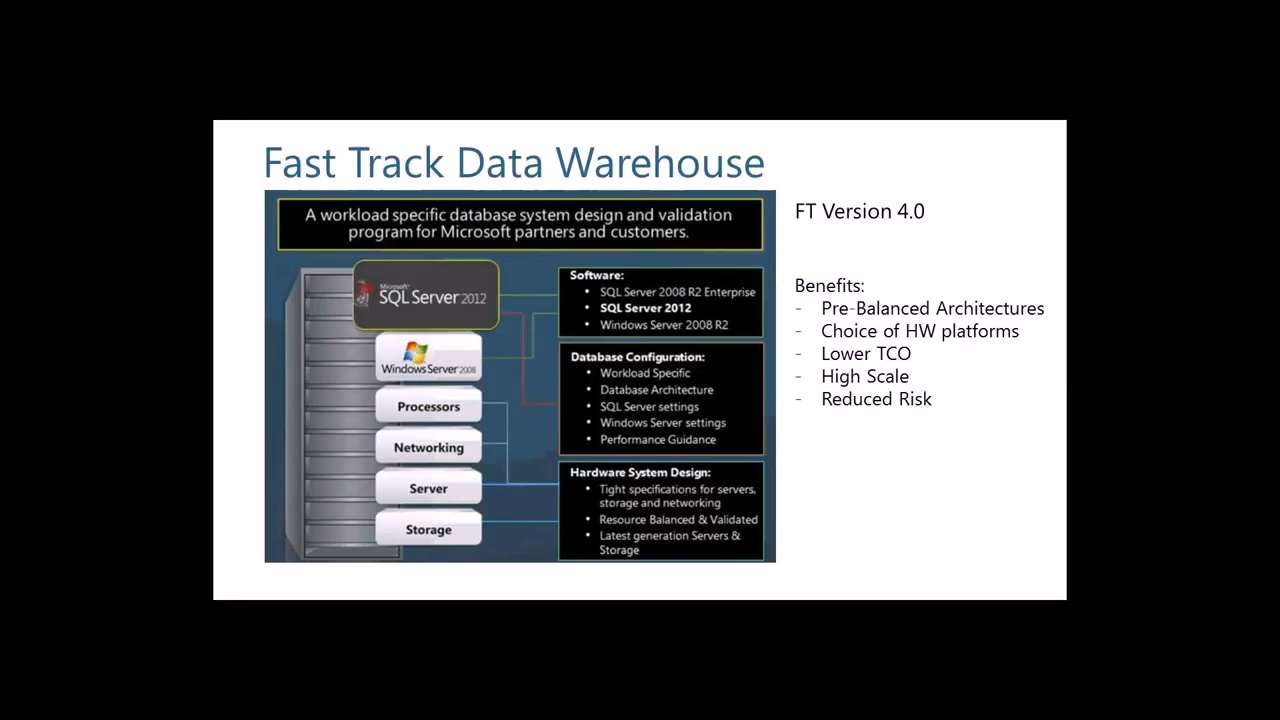 Fast Track Data Warehouse
A workload specific database system design and validation
program for Microsoft partners and customers.
Microsoft
SQL Server 2012
Windows Server 2008
Processors
Networking
Server
Storage
Software:
• SQL Server 2008 R2 Enterprise
• SQL Server 2012
• Windows Server 2008 R2
Database Configuration:
• Workload Specific
• Database Architecture
• SQL Server settings
• Windows Server settings
• Performance Guidance
Hardware System Design:
• Tight specifications for servers,
storage and networking
• Resource Balanced & Validated
• Latest generation Servers &
Storage
FT Version 4.0
Benefits:
- Pre-Balanced Architectures
- Choice of HW platforms
- Lower TCO
- High Scale
- Reduced Risk